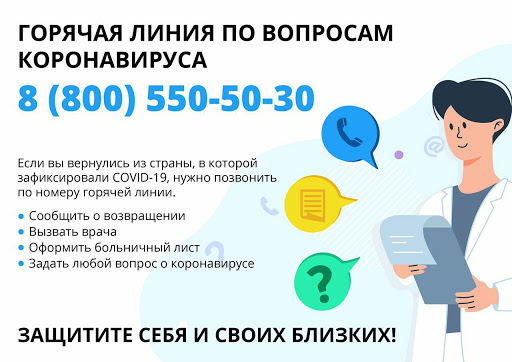 ГОРЯЧАЯ ЛИНИЯ ПО ВОПРОСАМ
КОРОНАВИРУСА
8 (800) 550-50-30
Если вы вернулись из страны, в которой
зафиксировали COVID-19, нужно позвонить
по номеру горячей линии.
Сообщить о возвращении
Вызвать врача
Оформить больничный лист
Задать любой вопрос о коронавирусе
@
?
ЗАЩИТИТЕ СЕБЯ И СВОИХ БЛИЗКИХ!